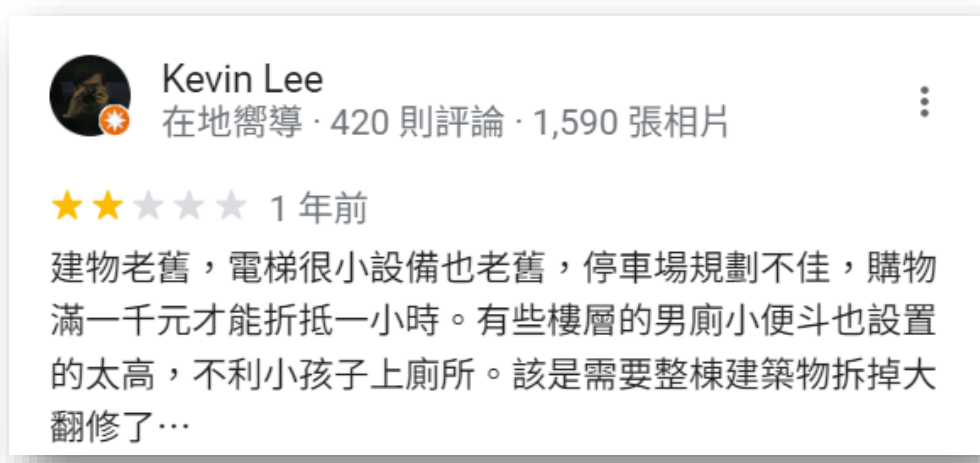 Kevin Lee
在地嚮導 · 420 則評論 · 1,590 張相片
1 年前
建物老舊，電梯很小設備也老舊，停車場規劃不佳，購物
滿一千元才能折抵一小時。有些樓層的男廁小便斗也設置
的太高，不利小孩子上廁所。該是需要整棟建築物拆掉大
翻修了⋯